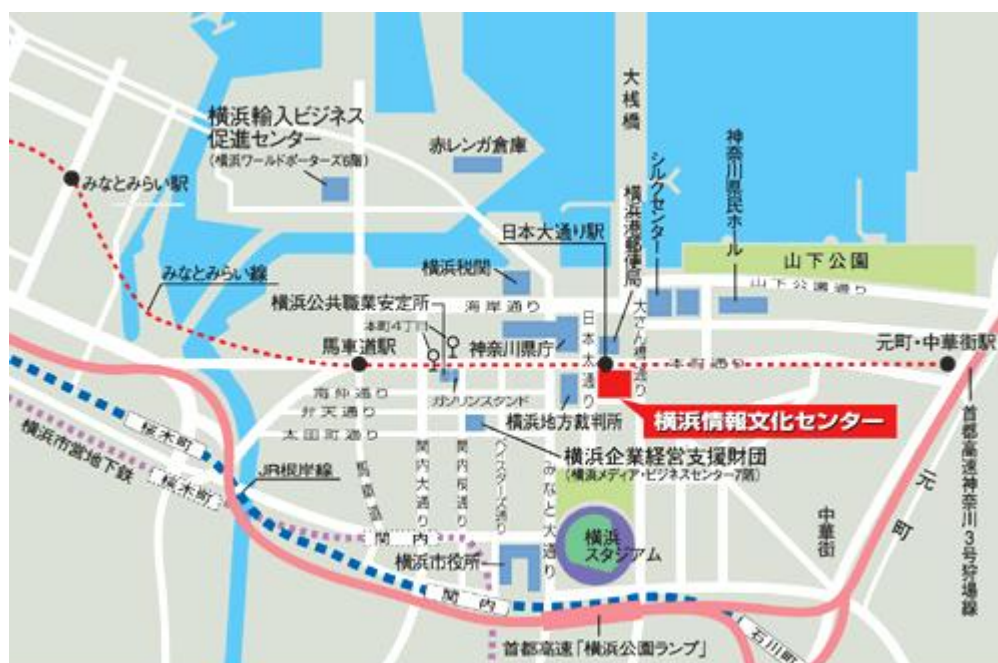 横浜輸入ビジネス
促進センター
(横浜ワールドポーターズ6階)
赤レンガ倉庫
大桟橋
シルクセンター
神奈川県民ホール
みなとみらい駅
日本大通り駅
横浜港郵便局
山下公園
山下公園通り
みなとみらい線
横浜税関
海岸通り
横浜公共職業安定所
本町4丁目
馬車道駅
神奈川県庁
日本大通り
大さん橋通り
本町通り
元町・中華街駅
海仲通り
ガソリンスタンド
弁天通り
横浜地方裁判所
横浜情報文化センター
太田町通り
桜木町
横浜市営地下鉄
桜木町
JR根岸線
馬車道
関内大通り
関内桜通り
ベイスターズ通り
みなと大通り
横浜企業経営支援財団
(横浜メディア・ビジネスセンター7階)
首都高速神奈川3号狩場線
元町
中華街
関内
横浜市役所
横浜
スタジアム
関内
石川町
首都高速「横浜公園ランプ」